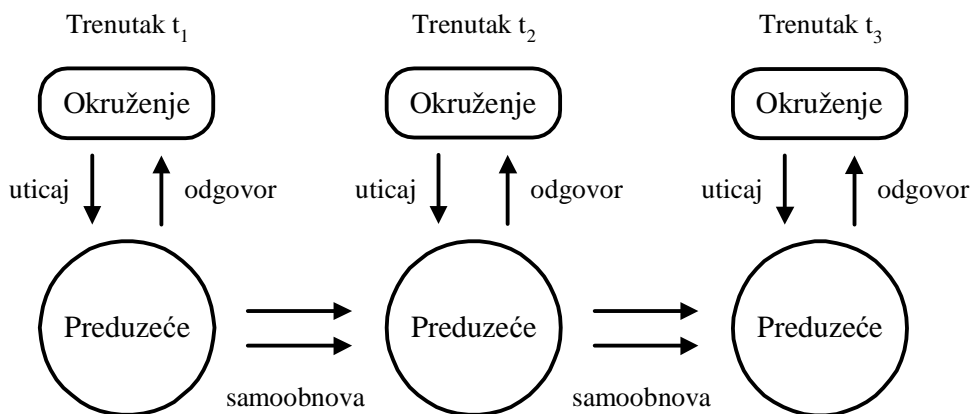 Trenutak t₁ Trenutak t₂ Trenutak t₃
Okruženje Okruženje Okruženje
uticaj odgovor uticaj odgovor uticaj odgovor
Preduzeće Preduzeće Preduzeće
samoobnova samoobnova